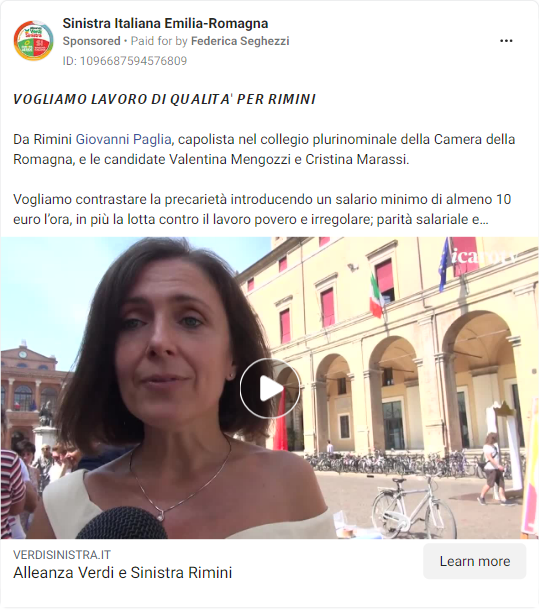 Sinistra Italiana Emilia-Romagna
Sponsored • Paid for by Federica Seghezzi
ID: 1096687594576809
VOGLIAMO LAVORO DI QUALITA' PER RIMINI
Da Rimini Giovanni Paglia, capolista nel collegio plurinominale della Camera della
Romagna, e le candidate Valentina Mengozzi e Cristina Marassi.
Vogliamo contrastare la precarietà introducendo un salario minimo di almeno 10
euro l’ora, in più la lotta contro il lavoro povero e irregolare; parità salariale e…
icarotv
VERDISINISTRA.IT
Alleanza Verdi e Sinistra Rimini
Learn more